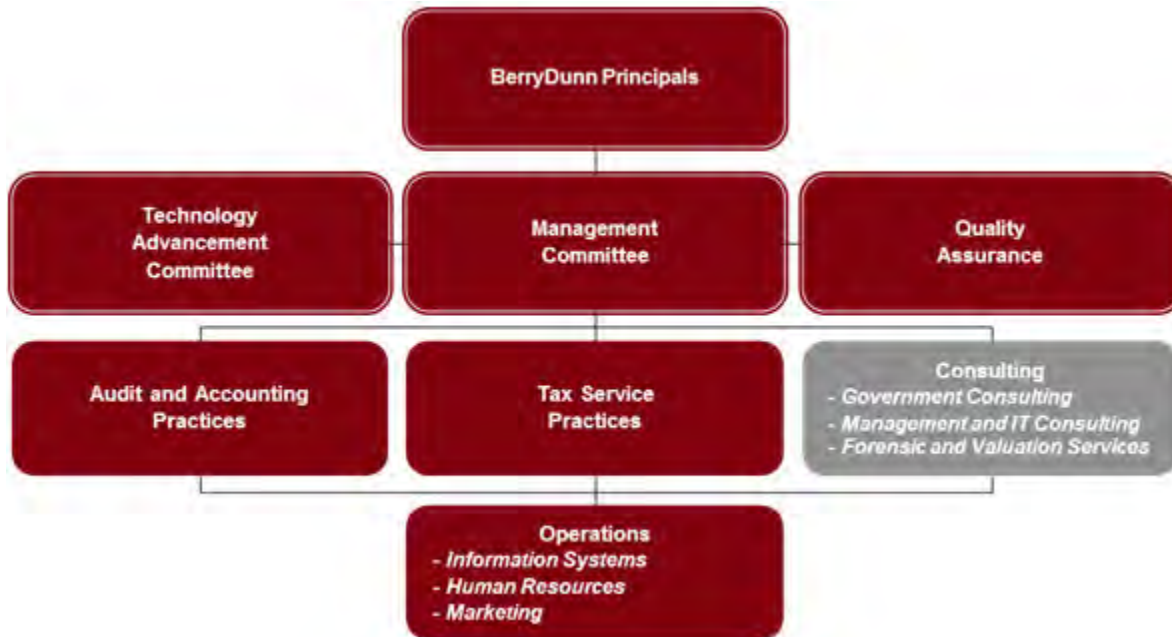 BerryDunn Principals
Technology
Advancement
Committee
Management
Committee
Quality
Assurance
Audit and Accounting
Practices
Tax Service
Practices
Consulting
- Government Consulting
- Management and IT Consulting
- Forensic and Valuation Services
Operations
- Information Systems
- Human Resources
- Marketing